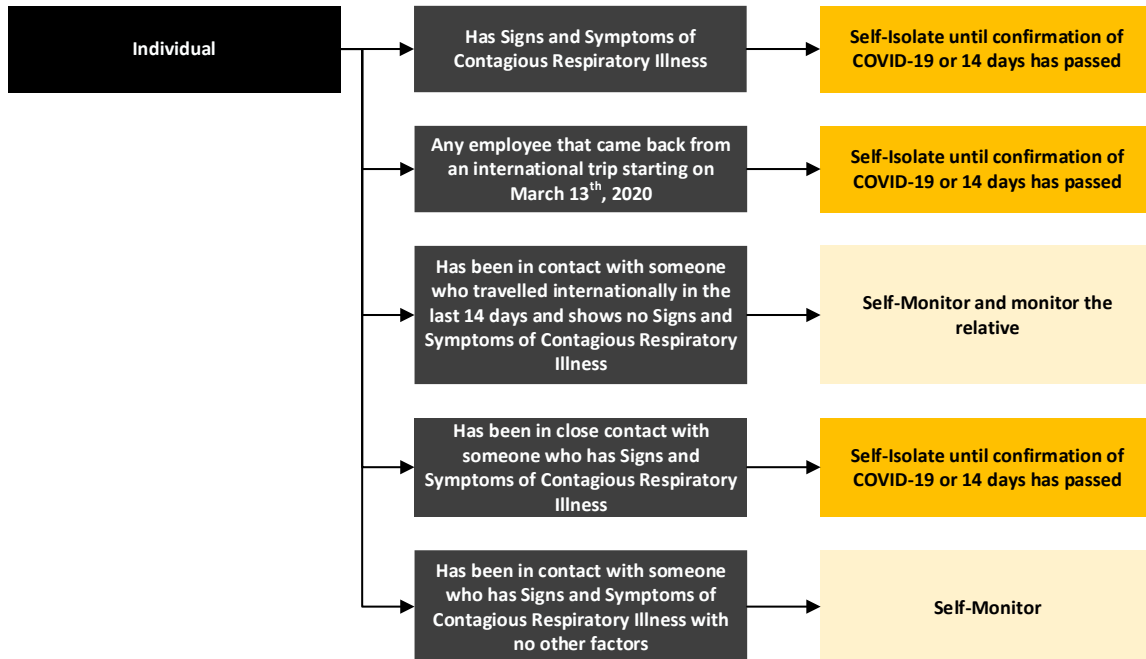 Individual
Has Signs and Symptoms of
Contagious Respiratory Illness
Self-Isolate until confirmation of
COVID-19 or 14 days has passed
Any employee that came back from
an international trip starting on
March 13th, 2020
Self-Isolate until confirmation of
COVID-19 or 14 days has passed
Has been in contact with someone
who travelled internationally in the
last 14 days and shows no Signs and
Symptoms of Contagious Respiratory
Illness
Self-Monitor and monitor the
relative
Has been in close contact with
someone who has Signs and
Symptoms of Contagious Respiratory
Illness
Self-Isolate until confirmation of
COVID-19 or 14 days has passed
Has been in contact with someone
who has Signs and Symptoms of
Contagious Respiratory Illness with
no other factors
Self-Monitor